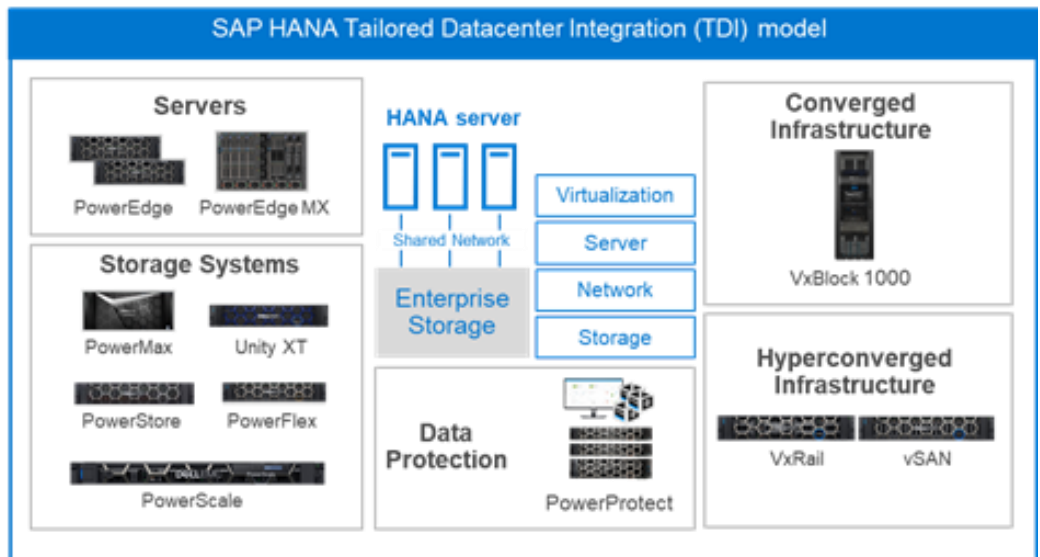 SAP HANA Tailored Datacenter Integration (TDI) model
Servers
PowerEdge
PowerEdge MX
Storage Systems
PowerMax
Unity XT
PowerStore
PowerFlex
PowerScale
HANA server
Shared Network
Enterprise
Storage
Virtualization
Server
Network
Storage
Data
Protection
PowerProtect
Converged
Infrastructure
VxBlock 1000
Hyperconverged
Infrastructure
VxRail
vSAN